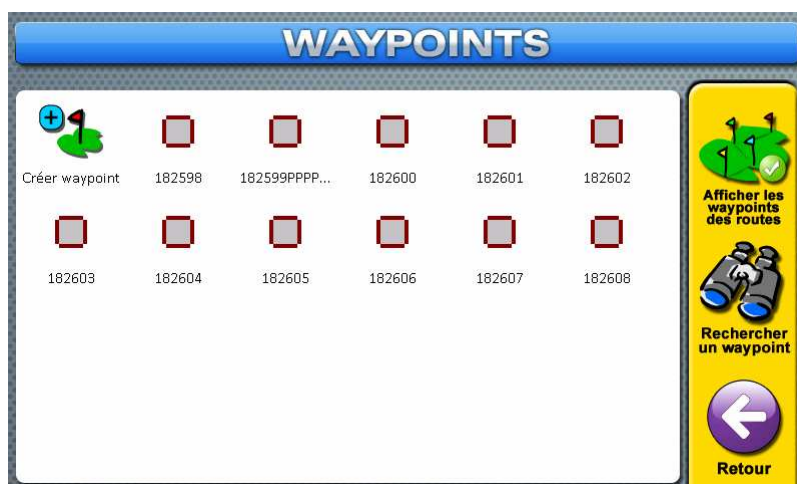 WAYPOINTS
Créer waypoint
182598
182599PPPP...
182600
182601
182602
182603
182604
182605
182606
182607
182608
Afficher les
waypoints
des routes
Rechercher
un waypoint
Retour